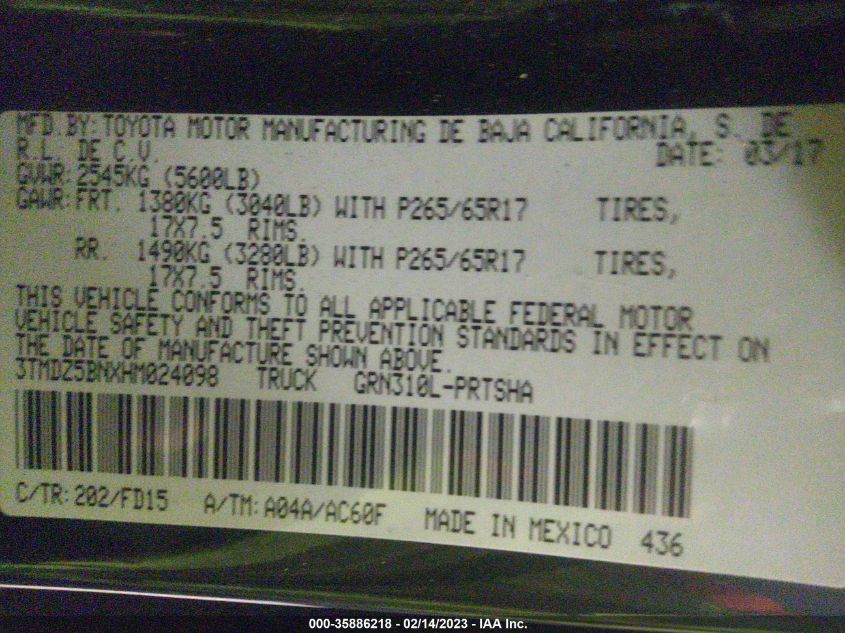 MFD.BY:TOYOTA MOTOR MANUFACTURING DE BAJA CALIFORNIA, S. DE
R.L. DE C.V. DATE: 03/17
GVWR:2545KG (5600LB)
GAWR:FRT. 1380KG (3040LB) WITH P265/65R17 TIRES,
17X7.5 RIMS.
RR. 1490KG (3280LB) WITH P265/65R17 TIRES,
17X7.5 RIMS.
THIS VEHICLE CONFORMS TO ALL APPLICABLE FEDERAL MOTOR
VEHICLE SAFETY AND THEFT PREVENTION STANDARDS IN EFFECT ON
THE DATE OF MANUFACTURE SHOWN ABOVE.
3TMDZ5BNXHM024098 TRUCK GRN310L-PRTSHA
C/TR:202/FD15 A/TM:A04A/AC60F MADE IN MEXICO 436
000-35886218 - 02/14/2023 - IAA Inc.